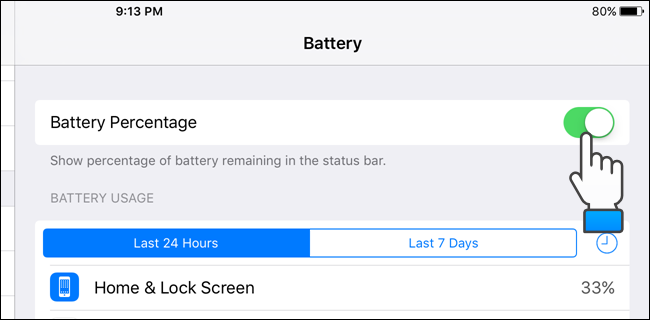 9:13 PM 80%
Battery
Battery Percentage
Show percentage of battery remaining in the status bar.
BATTERY USAGE
Last 24 Hours Last 7 Days
Home & Lock Screen 33%